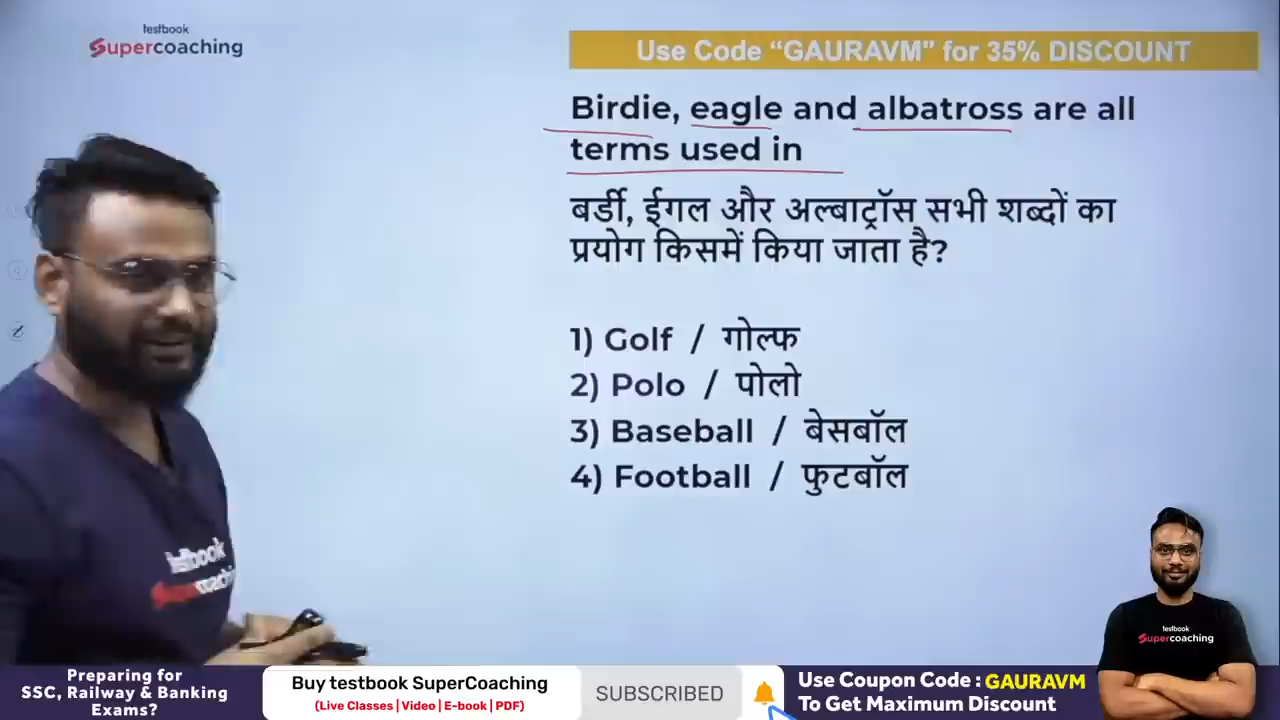 testbook
Supercoaching
Use Code “GAURAVM" for 35% DISCOUNT
Birdie, eagle and albatross are all
terms used in
बर्डी, ईगल और अल्बाट्रॉस सभी शब्दों का
प्रयोग किसमें किया जाता है?
1) Golf / गोल्फ
2) Polo / पोलो
3) Baseball / बेसबॉल
4) Football / फुटबॉल
testbook
Supercoaching
testbook
Supercoaching
Preparing for
SSC, Railway & Banking
Exams?
Buy testbook SuperCoaching
(Live Classes | Video | E-book | PDF)
SUBSCRIBED
Use Coupon Code : GAURAVM
To Get Maximum Discount